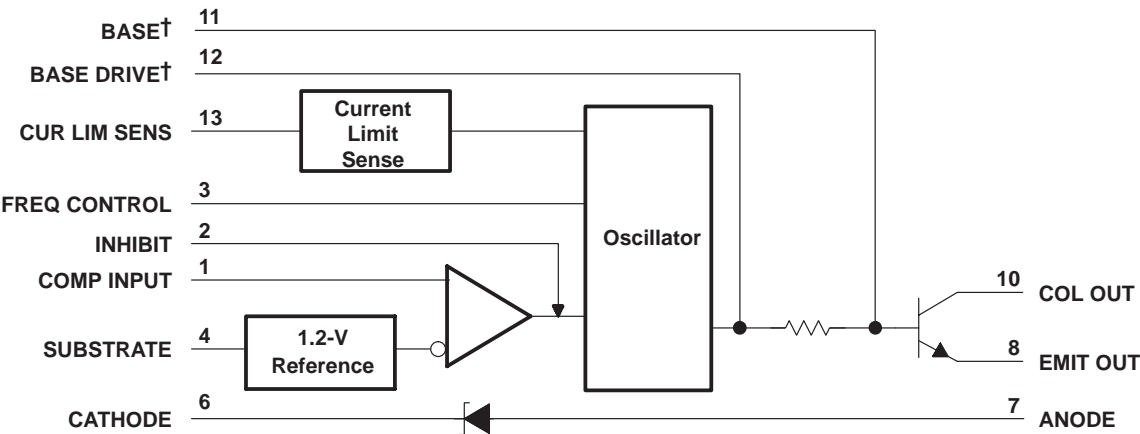 BASE† 11
BASE DRIVE† 12
CUR LIM SENS 13
Current
Limit
Sense
FREQ CONTROL 3
INHIBIT 2
COMP INPUT 1
SUBSTRATE 4
1.2-V
Reference
CATHODE 6
Oscillator
10 COL OUT
8 EMIT OUT
7 ANODE